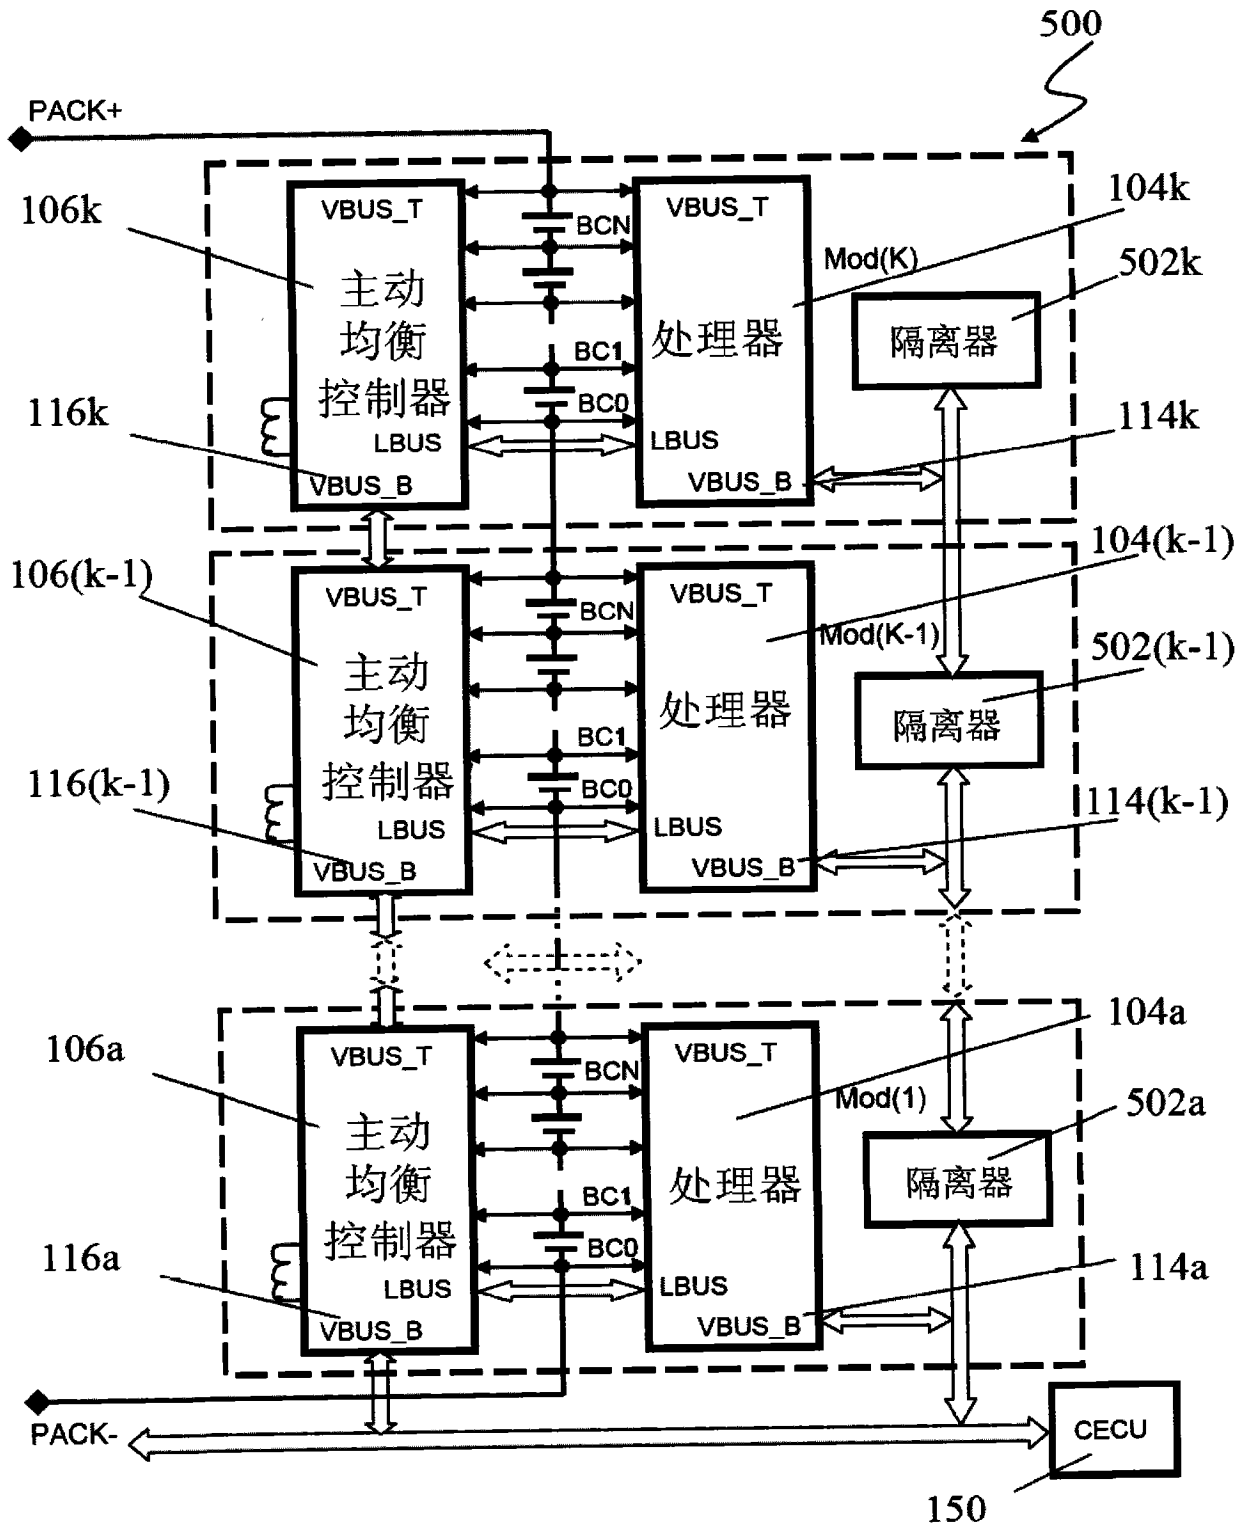 500
PACK+
106k
VBUS_T
BCN
VBUS_T
104k
Mod(K)
502k
主动
均衡
控制器
处理器
隔离器
BC1
BC0
116k
LBUS
LBUS
114k
VBUS_B
VBUS_B
104(k-1)
106(k-1)
VBUS_T
BCN
VBUS_T
Mod(K-1)
502(k-1)
主动
均衡
控制器
处理器
隔离器
BC1
BC0
116(k-1)
LBUS
LBUS
114(k-1)
VBUS_B
VBUS_B
104a
106a
VBUS_T
BCN
VBUS_T
Mod(1)
502a
主动
均衡
控制器
处理器
隔离器
BC1
BC0
116a
LBUS
LBUS
114a
VBUS_B
VBUS_B
PACK-
CECU
150